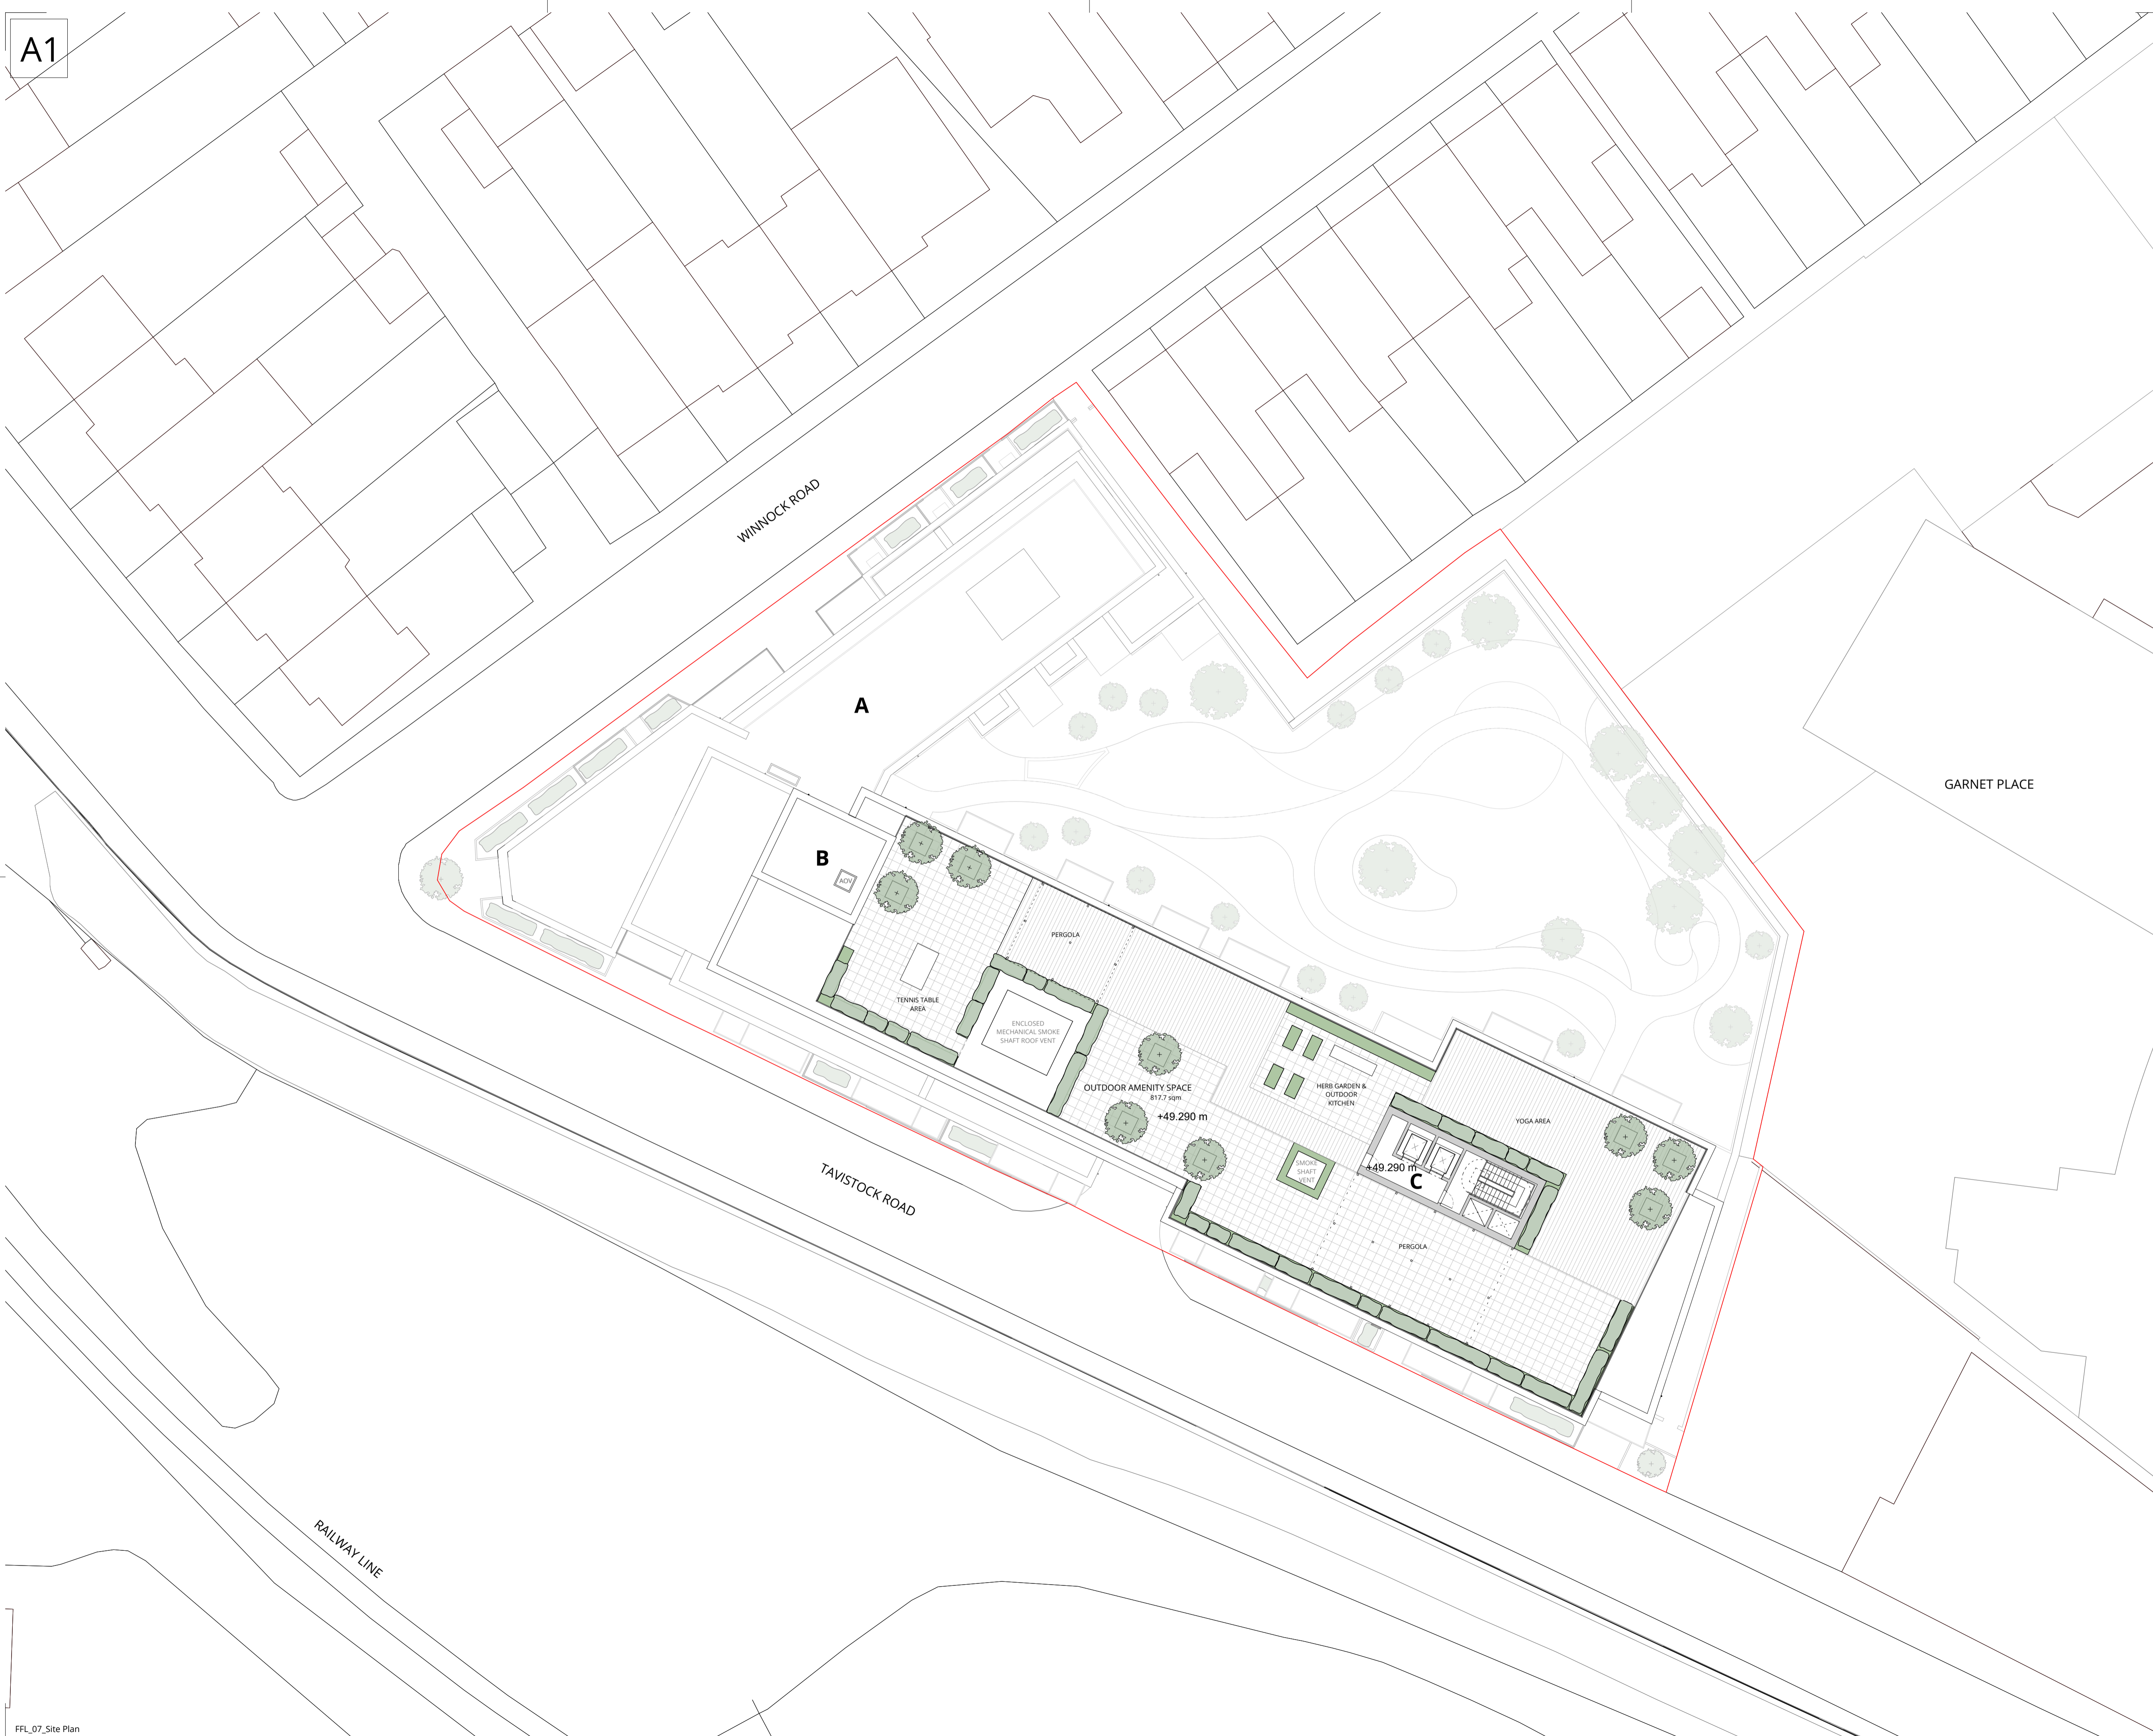 A1
WINNOCK ROAD
A
GARNET PLACE
B
AOV
PERGOLA
TENNIS TABLE
AREA
ENCLOSED
MECHANICAL SMOKE
SHAFT ROOF VENT
OUTDOOR AMENITY SPACE
817.7 sqm
+49.290 m
HERB GARDEN &
OUTDOOR
KITCHEN
YOGA AREA
SMOKE
SHAFT
VENT
+49.290 m
C
TAVISTOCK ROAD
PERGOLA
RAILWAY LINE
FFL_07_Site Plan